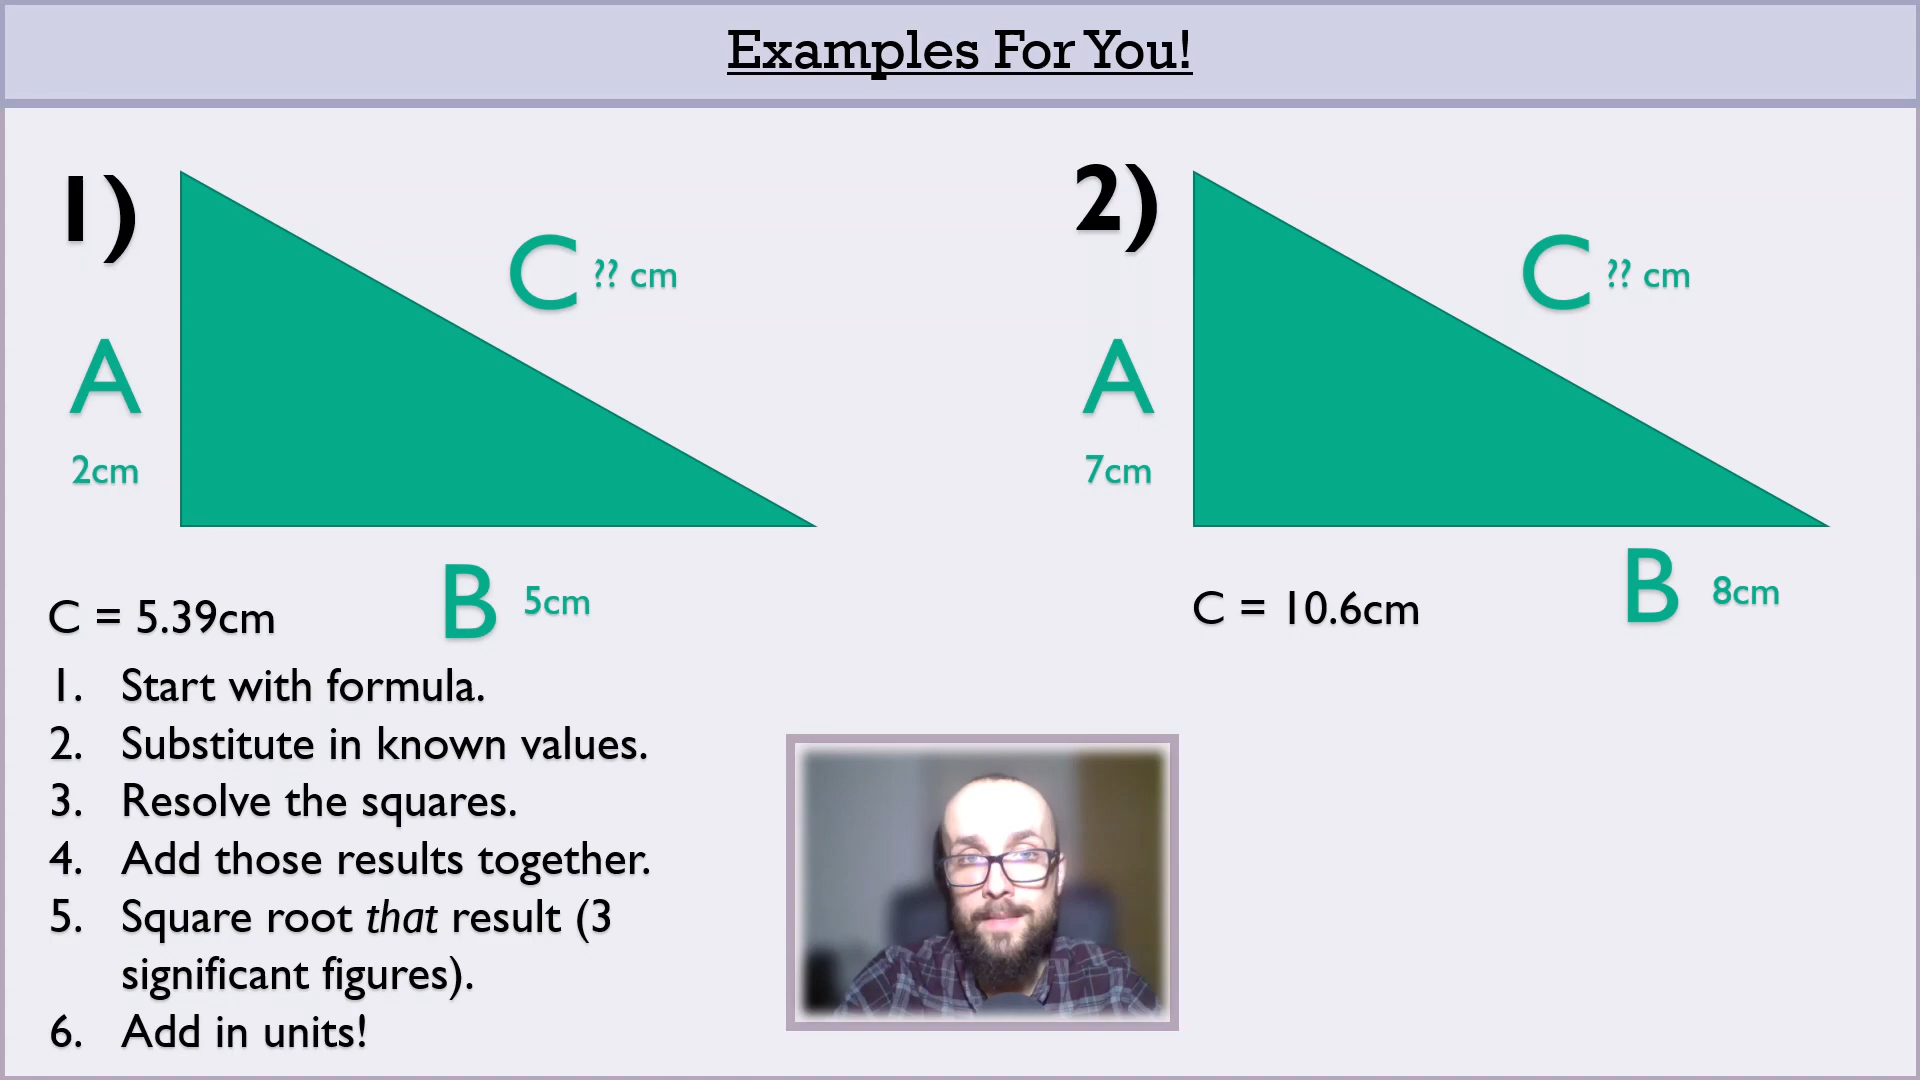 Examples For You!
1)
C ?? cm
A
2cm
B 5cm
C = 5.39cm
2)
C ?? cm
A
7cm
B 8cm
C = 10.6cm
1. Start with formula.
2. Substitute in known values.
3. Resolve the squares.
4. Add those results together.
5. Square root that result (3
significant figures).
6. Add in units!